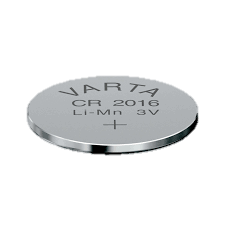 VARTA
CR 2016
Li-Mn 3V
+